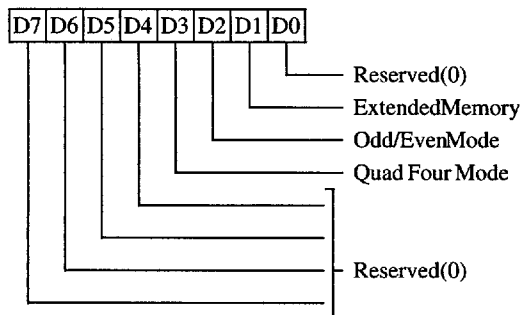 D7 D6 D5 D4 D3 D2 D1 D0
Reserved(0)
ExtendedMemory
Odd/EvenMode
Quad Four Mode
Reserved(0)